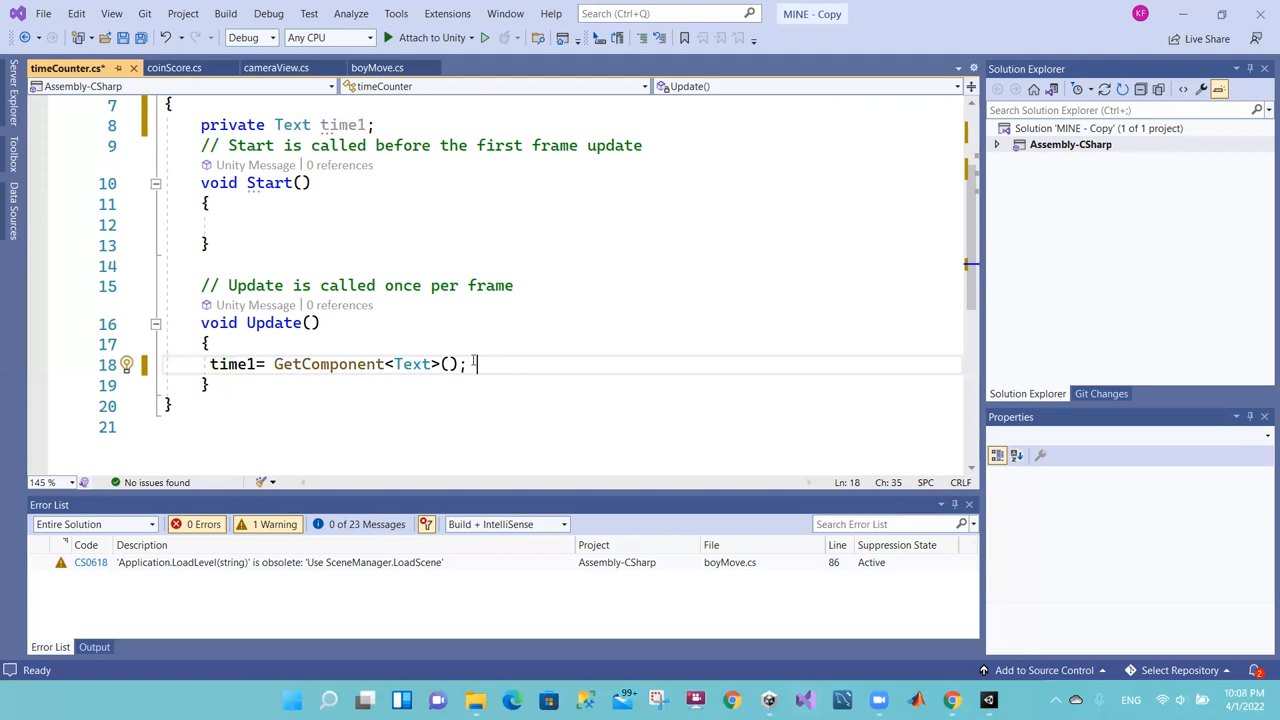 File Edit View Git Project Build Debug Test Analyze Tools Extensions Window Help Search (Ctrl+Q) MINE - Copy KF
Debug Any CPU Attach to Unity Live Share
timeCounter.cs* coinScore.cs cameraView.cs boyMove.cs
Assembly-CSharp timeCounter Update()
Server Explorer
Toolbox
Data Sources
7 {
8 private Text time1;
9 // Start is called before the first frame update
Unity Message | 0 references
10 void Start()
11 {
12
13 }
14
15 // Update is called once per frame
Unity Message | 0 references
16 void Update()
17 {
18 time1= GetComponent<Text>();
19 }
20 }
21
145 % No issues found Ln: 18 Ch: 35 SPC CRLF
Error List
Entire Solution 0 Errors 1 Warning 0 of 23 Messages Build + IntelliSense Search Error List
Code Description Project File Line Suppression State
CS0618 'Application.LoadLevel(string)' is obsolete: 'Use SceneManager.LoadScene' Assembly-CSharp boyMove.cs 86 Active
Error List Output
Solution Explorer
Search Solution Explorer (Ctrl+;)
Solution 'MINE - Copy' (1 of 1 project)
Assembly-CSharp
Solution Explorer Git Changes
Properties
Ready Add to Source Control Select Repository 2
99+ ENG 10:08 PM
4/1/2022